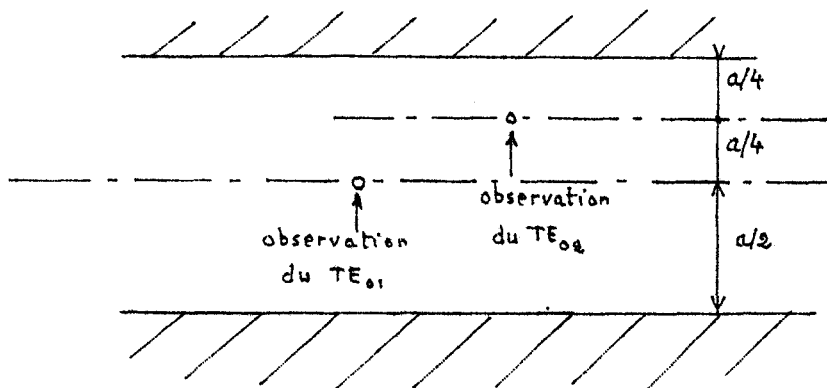 a/4
a/4
observation
du TE₀₂
observation
du TE₀₁
a/2